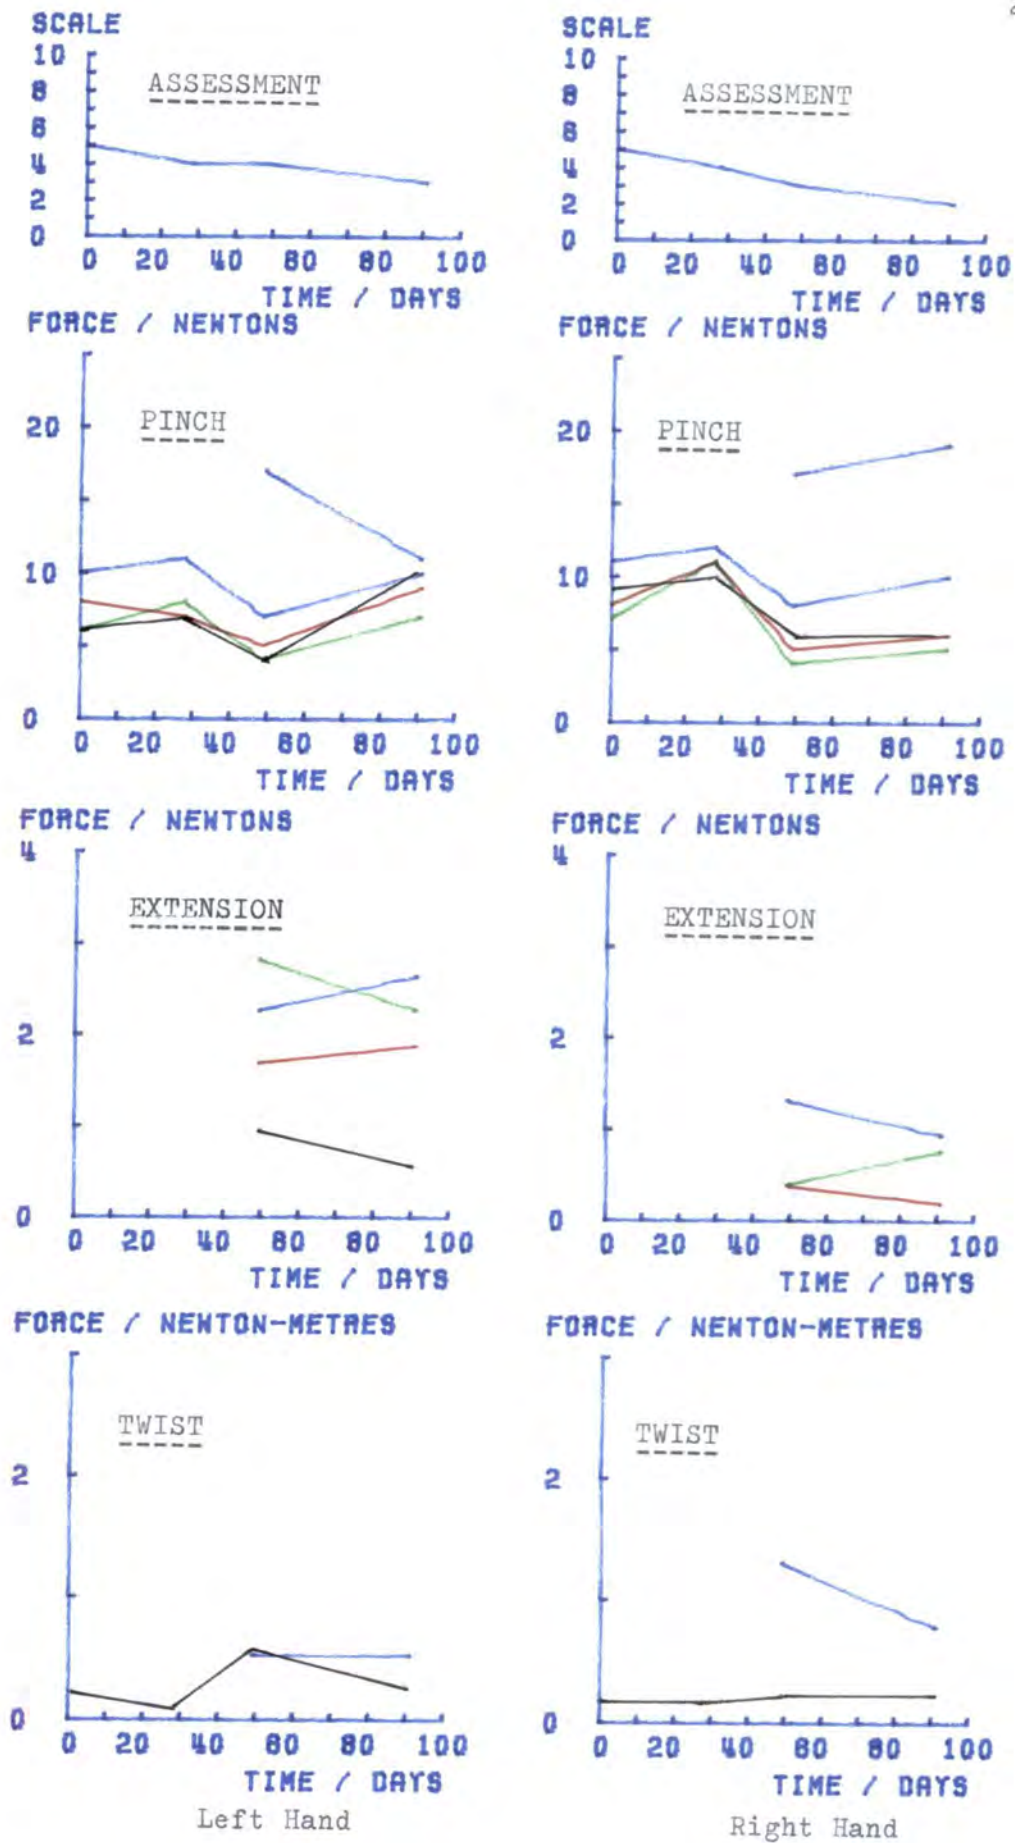 SCALE
10
8
6
4
2
0
ASSESSMENT
0 20 40 60 80 100
TIME / DAYS
FORCE / NEWTONS
20
10
0
PINCH
0 20 40 60 80 100
TIME / DAYS
FORCE / NEWTONS
4
2
0
EXTENSION
0 20 40 60 80 100
TIME / DAYS
FORCE / NEWTON-METRES
2
0
TWIST
0 20 40 60 80 100
TIME / DAYS
Left Hand
SCALE
10
8
6
4
2
0
ASSESSMENT
0 20 40 60 80 100
TIME / DAYS
FORCE / NEWTONS
20
10
0
PINCH
0 20 40 60 80 100
TIME / DAYS
FORCE / NEWTONS
4
2
0
EXTENSION
0 20 40 60 80 100
TIME / DAYS
FORCE / NEWTON-METRES
2
0
TWIST
0 20 40 60 80 100
TIME / DAYS
Right Hand